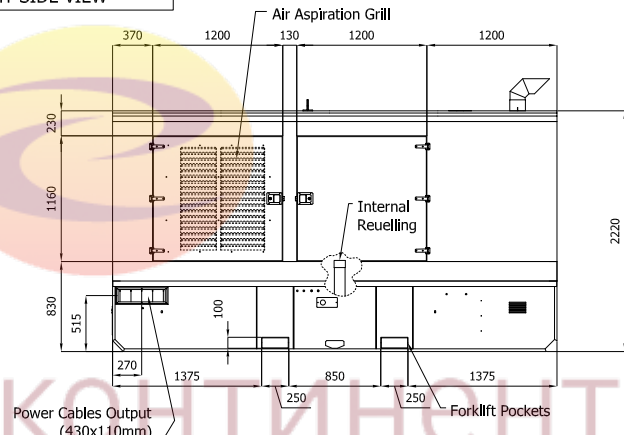 SIDE VIEW
Air Aspiration Grill
370
1200
130
1200
1200
230
1160
830
515
100
2220
Internal
Reuelling
270
1375
850
1375
250
250
Power Cables Output
(430x110mm)
Forklift Pockets
КОНТИНЕНТ